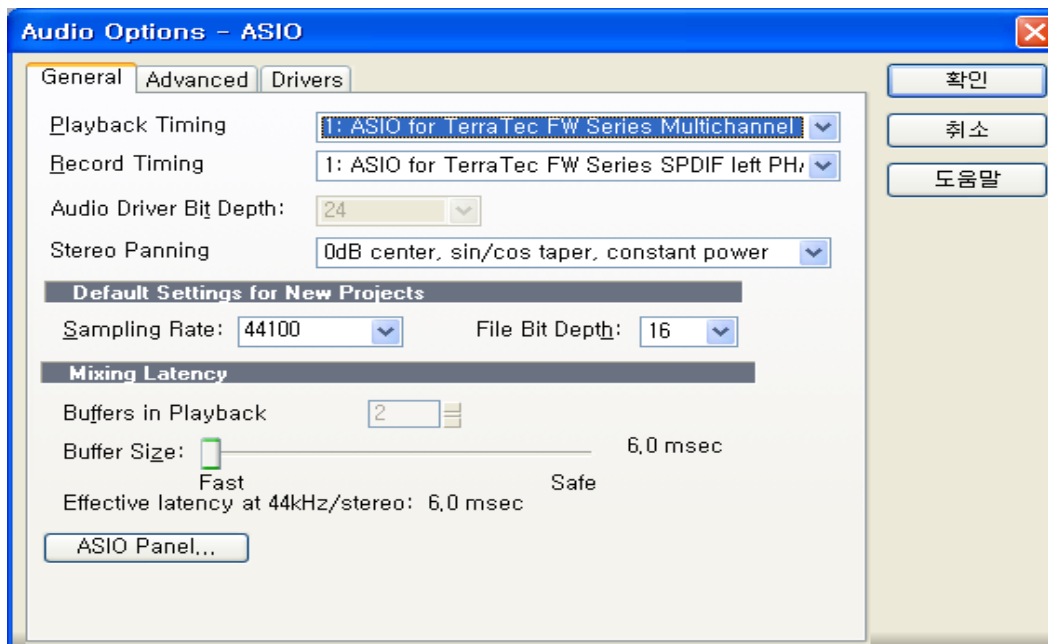 Audio Options - ASIO
General Advanced Drivers
확인
Playback Timing 1: ASIO for TerraTec FW Series Multichannel
취소
Record Timing 1: ASIO for TerraTec FW Series SPDIF left PH
도움말
Audio Driver Bit Depth: 24
Stereo Panning 0dB center, sin/cos taper, constant power
Default Settings for New Projects
Sampling Rate: 44100 File Bit Depth: 16
Mixing Latency
Buffers in Playback 2
Buffer Size: 6,0 msec
Fast Safe
Effective latency at 44kHz/stereo: 6,0 msec
ASIO Panel,,,